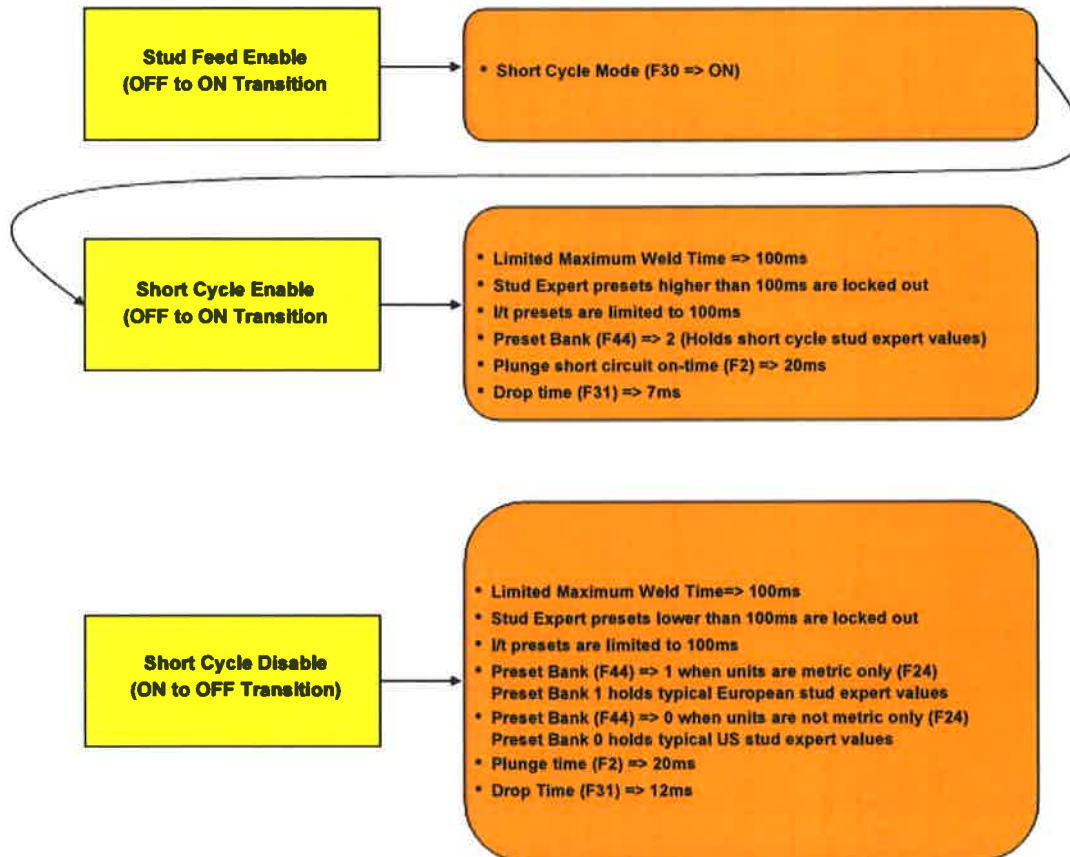 Stud Feed Enable
(OFF to ON Transition
• Short Cycle Mode (F30 => ON)
Short Cycle Enable
(OFF to ON Transition
• Limited Maximum Weld Time => 100ms
• Stud Expert presets higher than 100ms are locked out
• I/t presets are limited to 100ms
• Preset Bank (F44) => 2 (Holds short cycle stud expert values)
• Plunge short circuit on-time (F2) => 20ms
• Drop time (F31) => 7ms
Short Cycle Disable
(ON to OFF Transition)
• Limited Maximum Weld Time=> 100ms
• Stud Expert presets lower than 100ms are locked out
• I/t presets are limited to 100ms
• Preset Bank (F44) => 1 when units are metric only (F24)
Preset Bank 1 holds typical European stud expert values
• Preset Bank (F44) => 0 when units are not metric only (F24)
Preset Bank 0 holds typical US stud expert values
• Plunge time (F2) => 20ms
• Drop Time (F31) => 12ms